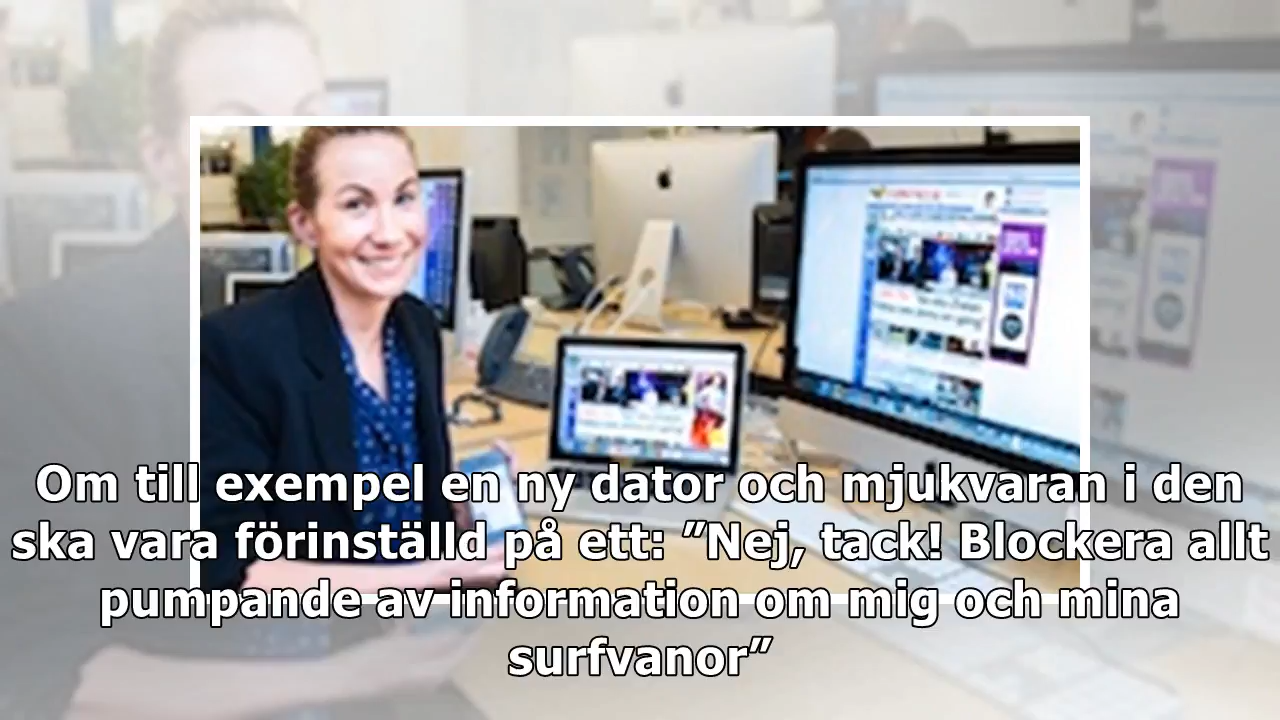 Om till exempel en ny dator och mjukvaran i den
ska vara förinställd på ett: ”Nej, tack! Blockera allt
pumpande av information om mig och mina
surfvanor”